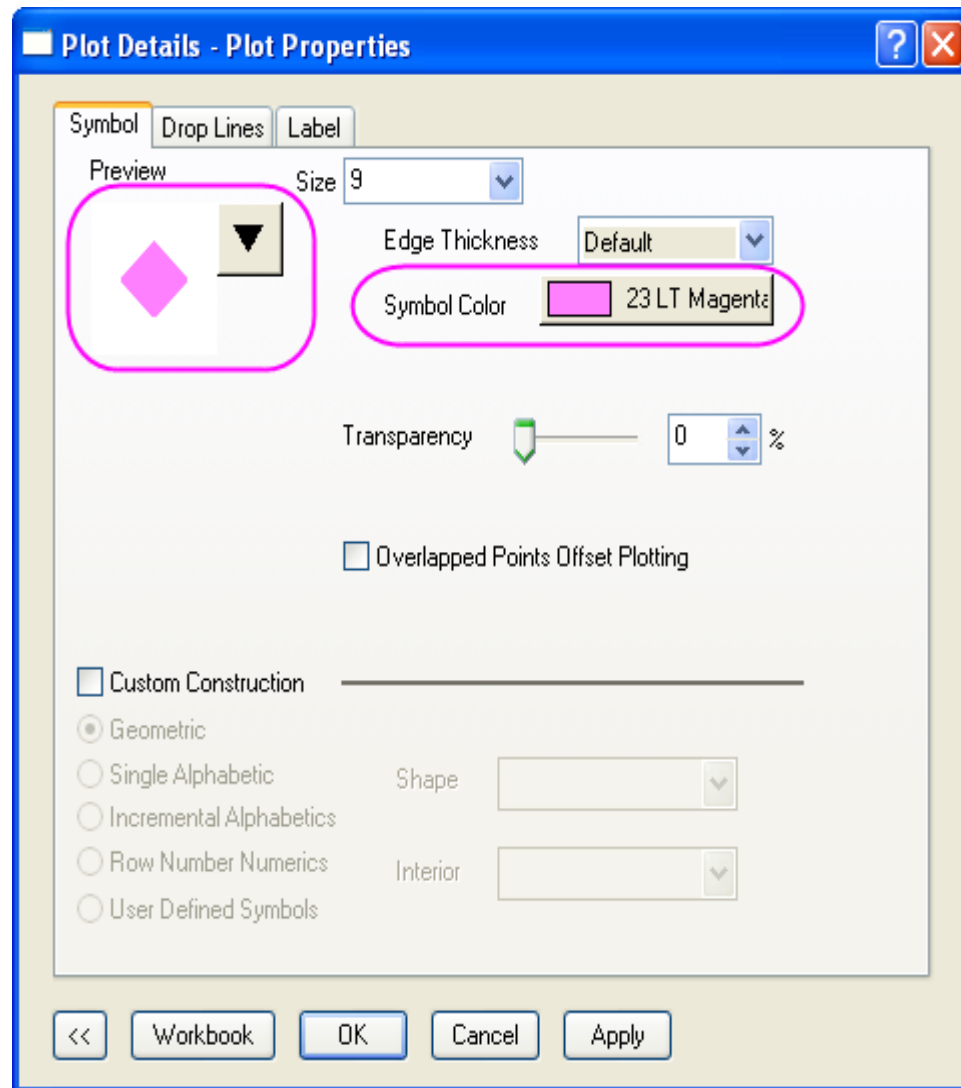 Plot Details - Plot Properties
?
Symbol
Drop Lines
Label
Preview
Size 9
Edge Thickness Default
Symbol Color 23 LT Magenta
Transparency 0 %
Overlapped Points Offset Plotting
Custom Construction
Geometric
Single Alphabetic
Shape
Incremental Alphabetics
Row Number Numerics
Interior
User Defined Symbols
<< Workbook OK Cancel Apply